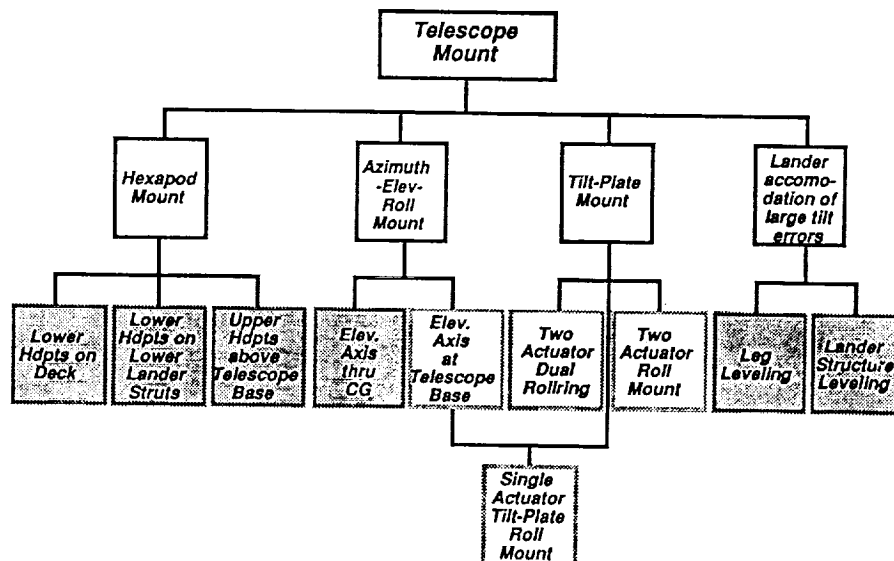 Telescope
Mount
Hexapod
Mount
Azimuth
-Elev-
Roll
Mount
Tilt-Plate
Mount
Lander
accomo-
dation of
large tilt
errors
Lower
Hdpts on
Deck
Lower
Hdpts on
Lower
Lander
Struts
Upper
Hdpts
above
Telescope
Base
Elev.
Axis
thru
CG
Elev.
Axis
at
Telescope
Base
Two
Actuator
Dual
Rollring
Two
Actuator
Roll
Mount
Leg
Leveling
Lander
Structure
Leveling
Single
Actuator
Tilt-Plate
Roll
Mount